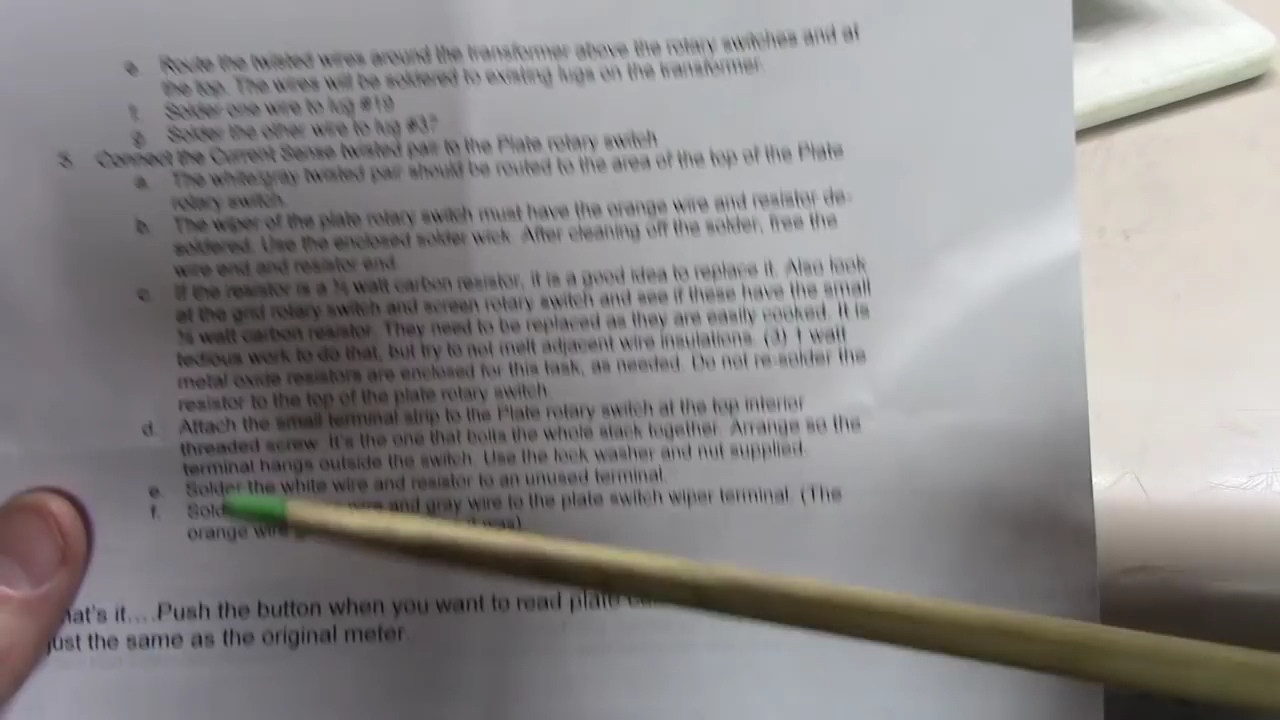 e. Route the twisted wires around the transformer above the rotary switches and at
the top. The wires will be soldered to existing lugs on the transformer.
f. Solder one wire to lug #19
g. Solder the other wire to lug #37
5. Connect the Current Sense twisted pair to the Plate rotary switch
a. The white/gray twisted pair should be routed to the area of the top of the Plate
rotary switch.
b. The wiper of the plate rotary switch must have the orange wire and resistor de-
soldered. Use the enclosed solder wick. After cleaning off the solder, free the
wire end and resistor end.
c. If the resistor is a watt carbon resistor, it is a good idea to replace it. Also look
at the grid rotary switch and screen rotary switch and see if these have the small
watt carbon resistor. They need to be replaced as they are easily cooked. It is
tedious work to do that, but try to not melt adjacent wire insulations. (3) 1 watt
metal oxide resistors are enclosed for this task, as needed. Do not re-solder the
resistor to the top of the plate rotary switch.
d. Attach the small terminal strip to the Plate rotary switch at the top interior
threaded screw. It's the one that bolts the whole stack together. Arrange so the
terminal hangs outside the switch. Use the lock washer and nut supplied.
e. Solder the white wire and resistor to an unused terminal.
f. Sold and gray wire to the plate switch wiper terminal. (The
orange was)
hat's it....Push the button when you want to read plate
ust the same as the original meter.